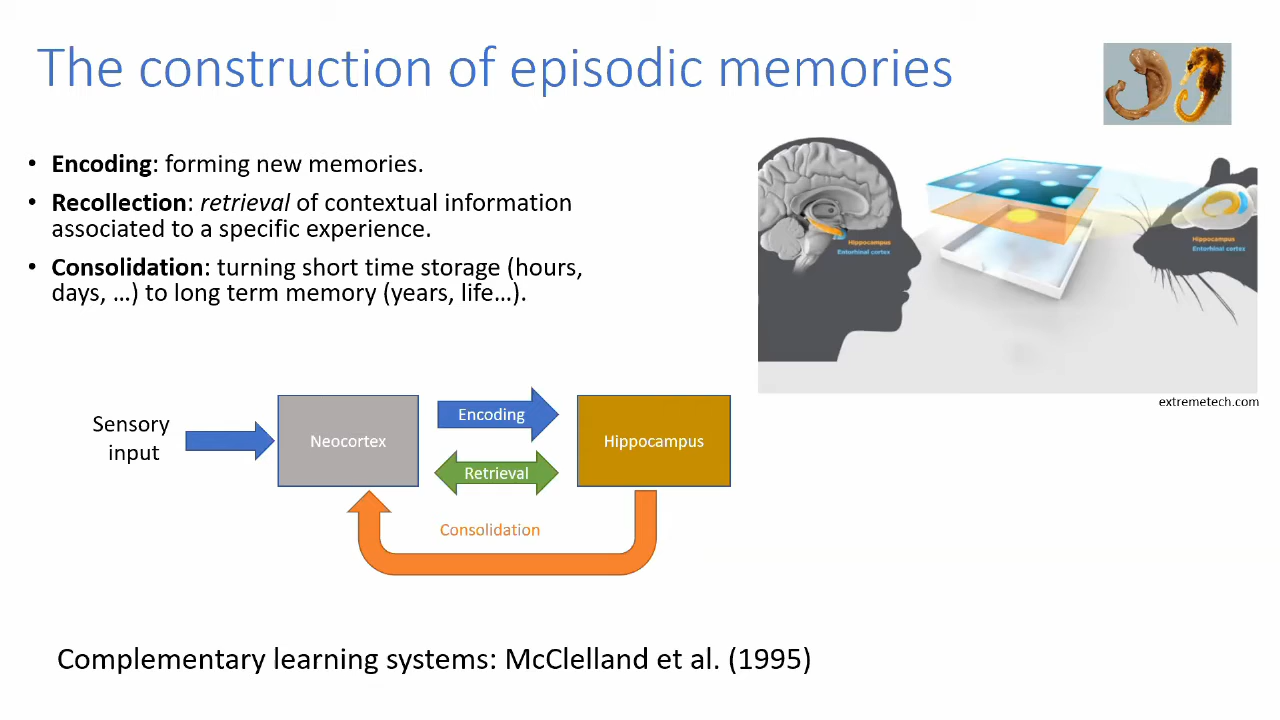 The construction of episodic memories
• Encoding: forming new memories.
• Recollection: retrieval of contextual information
associated to a specific experience.
• Consolidation: turning short time storage (hours,
days, …) to long term memory (years, life…).
Hippocampus
Entorhinal cortex
Hippocampus
Entorhinal cortex
extremetech.com
Sensory
input
Neocortex
Encoding
Retrieval
Hippocampus
Consolidation
Complementary learning systems: McClelland et al. (1995)